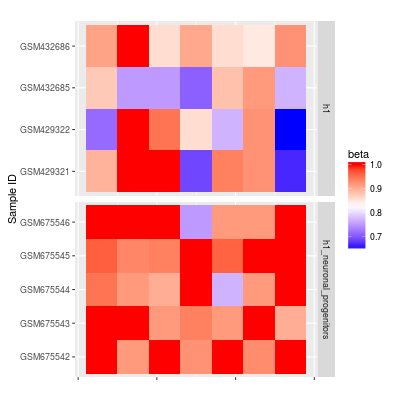 GSM432686
GSM432685
GSM429322
GSM429321
h1
Sample ID
GSM675546
GSM675545
GSM675544
GSM675543
GSM675542
h1_neuronal_progenitors
beta
1.0
0.9
0.8
0.7